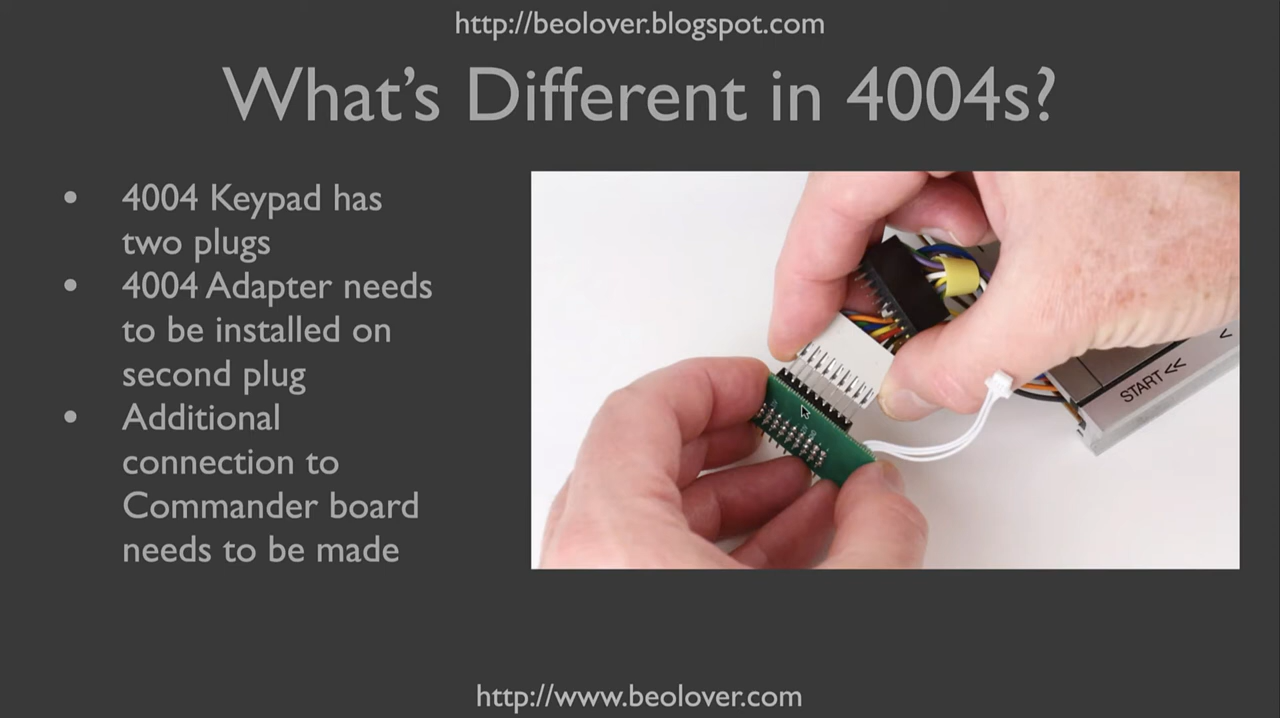 http://beolover.blogspot.com
What's Different in 4004s?
• 4004 Keypad has
two plugs
• 4004 Adapter needs
to be installed on
second plug
• Additional
connection to
Commander board
needs to be made
START <<
<
http://www.beolover.com